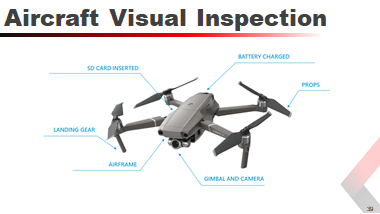 Aircraft Visual Inspection
BATTERY CHARGED
SD CARD INSERTED
PROPS
LANDING GEAR
AIRFRAME
GIMBAL AND CAMERA